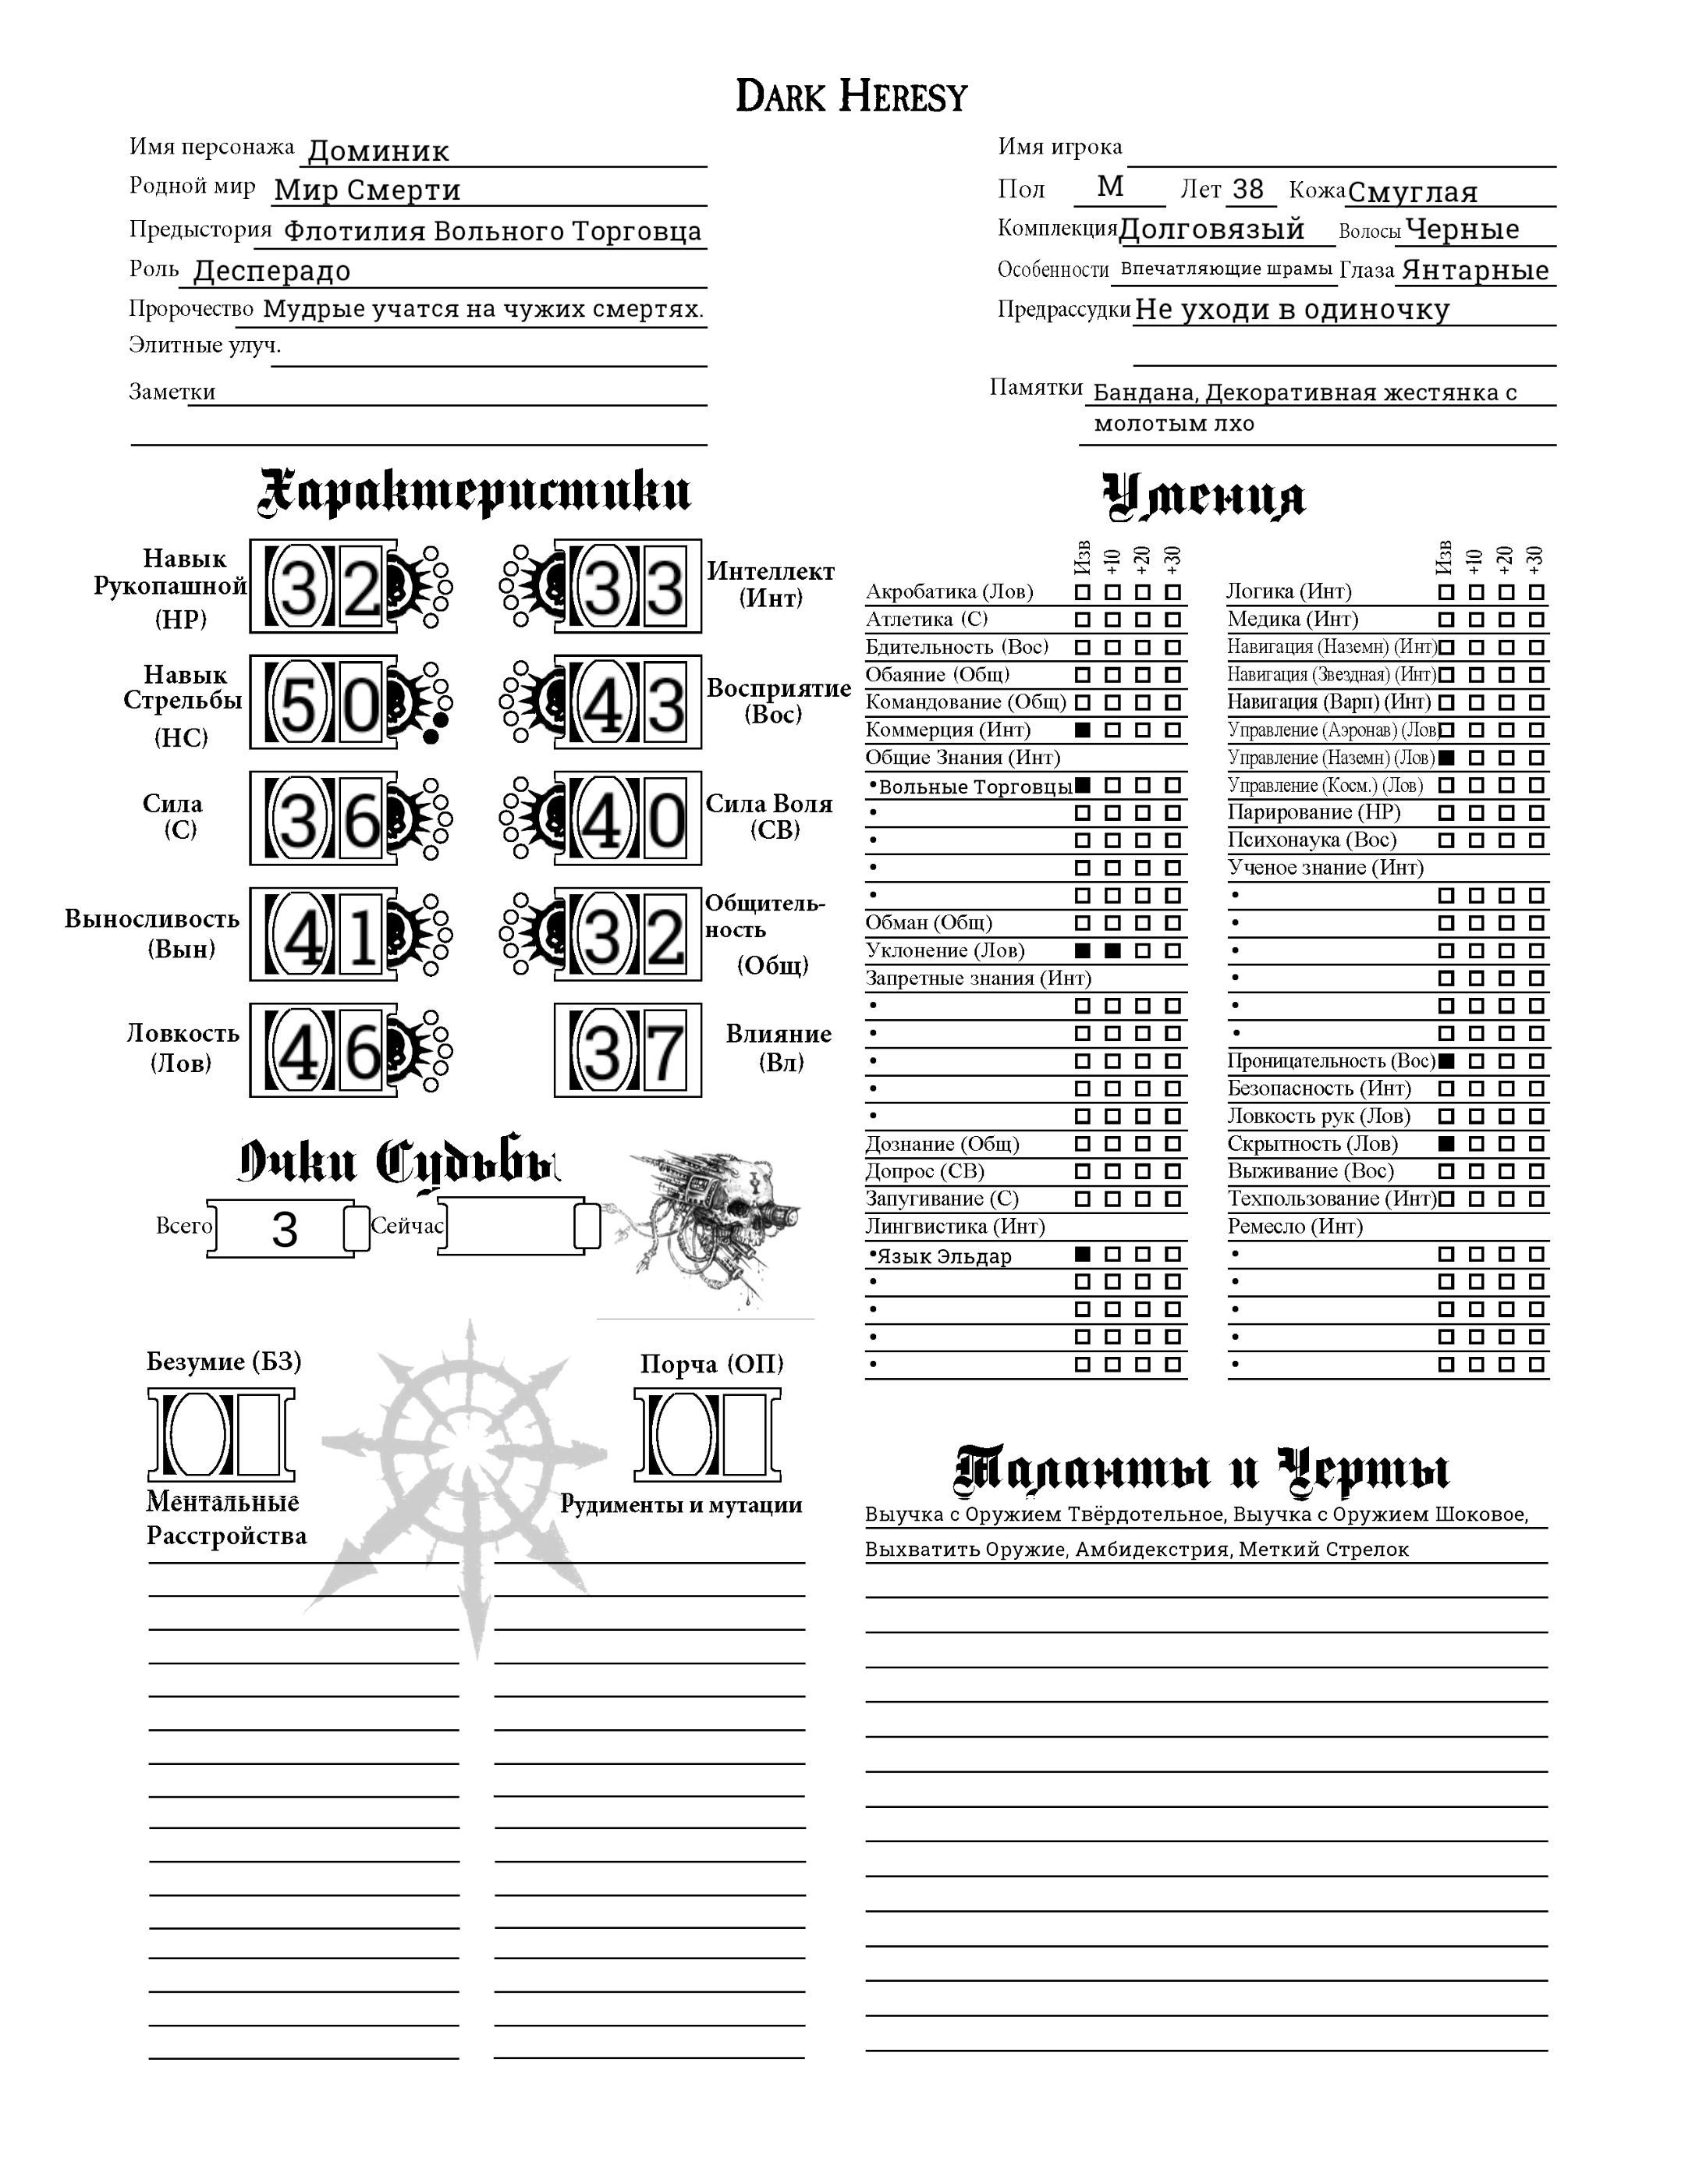 Dark Heresy
Имя персонажа Доминик
Родной мир Мир Смерти
Предыстория Флотилия Вольного Торговца
Роль Десперадо
Пророчество Мудрые учатся на чужих смертях.
Элитные улуч.
Заметки
Имя игрока
Пол М Лет 38 Кожа Смуглая
Комплекция Долговязый Волосы Черные
Особенности Впечатляющие шрамы Глаза Янтарные
Предрассудки Не уходи в одиночку
Памятки Бандана, Декоративная жестянка с
молотым лхо
Характеристики
Навык
Рукопашной
(НР)
32
Навык
Стрельбы
(НС)
50
Сила
(С)
36
Выносливость
(Вын)
41
Ловкость
(Лов)
46
33
Интеллект
(Инт)
43
Восприятие
(Вос)
40
Сила Воля
(СВ)
32
Общитель-
ность
(Общ)
37
Влияние
(Вл)
Очки Судьбы
Всего 3 Сейчас
Безумие (БЗ)
Ментальные
Расстройства
Порча (ОП)
Рудименты и мутации
Умения
Изв +10 +20 +30
Акробатика (Лов)
Атлетика (С)
Бдительность (Вос)
Обаяние (Общ)
Командование (Общ)
Коммерция (Инт)
Общие Знания (Инт)
•Вольные Торговцы
•
•
•
•
Обман (Общ)
Уклонение (Лов)
Запретные знания (Инт)
•
•
•
•
•
Дознание (Общ)
Допрос (СВ)
Запугивание (С)
Лингвистика (Инт)
•Язык Эльдар
•
•
•
•
Изв +10 +20 +30
Логика (Инт)
Медика (Инт)
Навигация (Наземн) (Инт)
Навигация (Звездная) (Инт)
Навигация (Варп) (Инт)
Управление (Аэронав) (Лов)
Управление (Наземн) (Лов)
Управление (Косм.) (Лов)
Парирование (НР)
Психонаука (Вос)
Ученое знание (Инт)
•
•
•
•
•
•
Проницательность (Вос)
Безопасность (Инт)
Ловкость рук (Лов)
Скрытность (Лов)
Выживание (Вос)
Техпользование (Инт)
Ремесло (Инт)
•
•
•
•
•
Таланты и Черты
Выучка с Оружием Твёрдотельное, Выучка с Оружием Шоковое,
Выхватить Оружие, Амбидекстрия, Меткий Стрелок